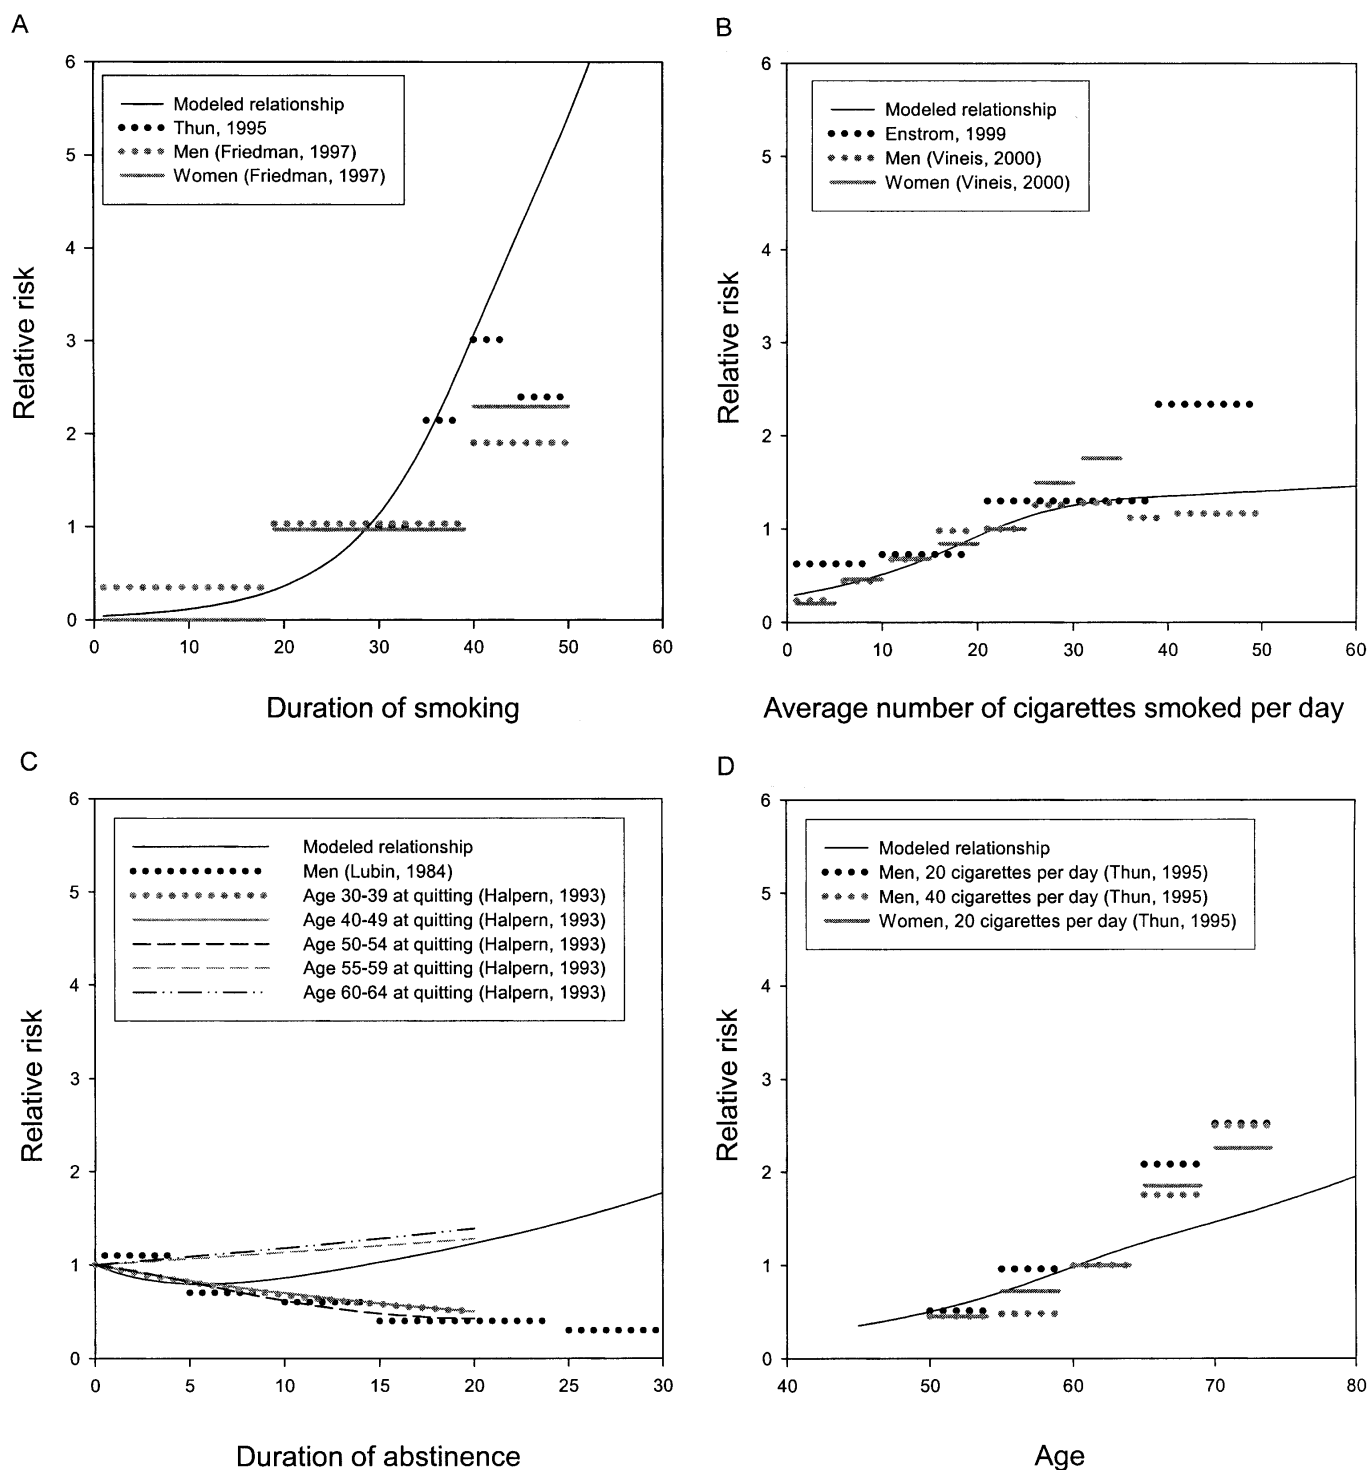 A
6
5
4
3
2
1
0
Relative risk
Modeled relationship
Thun, 1995
Men (Friedman, 1997)
Women (Friedman, 1997)
0 10 20 30 40 50 60
Duration of smoking
B
6
5
4
3
2
1
0
Relative risk
Modeled relationship
Enstrom, 1999
Men (Vineis, 2000)
Women (Vineis, 2000)
0 10 20 30 40 50 60
Average number of cigarettes smoked per day
C
6
5
4
3
2
1
0
Relative risk
Modeled relationship
Men (Lubin, 1984)
Age 30-39 at quitting (Halpern, 1993)
Age 40-49 at quitting (Halpern, 1993)
Age 50-54 at quitting (Halpern, 1993)
Age 55-59 at quitting (Halpern, 1993)
Age 60-64 at quitting (Halpern, 1993)
0 5 10 15 20 25 30
Duration of abstinence
D
6
5
4
3
2
1
0
Relative risk
Modeled relationship
Men, 20 cigarettes per day (Thun, 1995)
Men, 40 cigarettes per day (Thun, 1995)
Women, 20 cigarettes per day (Thun, 1995)
40 50 60 70 80
Age